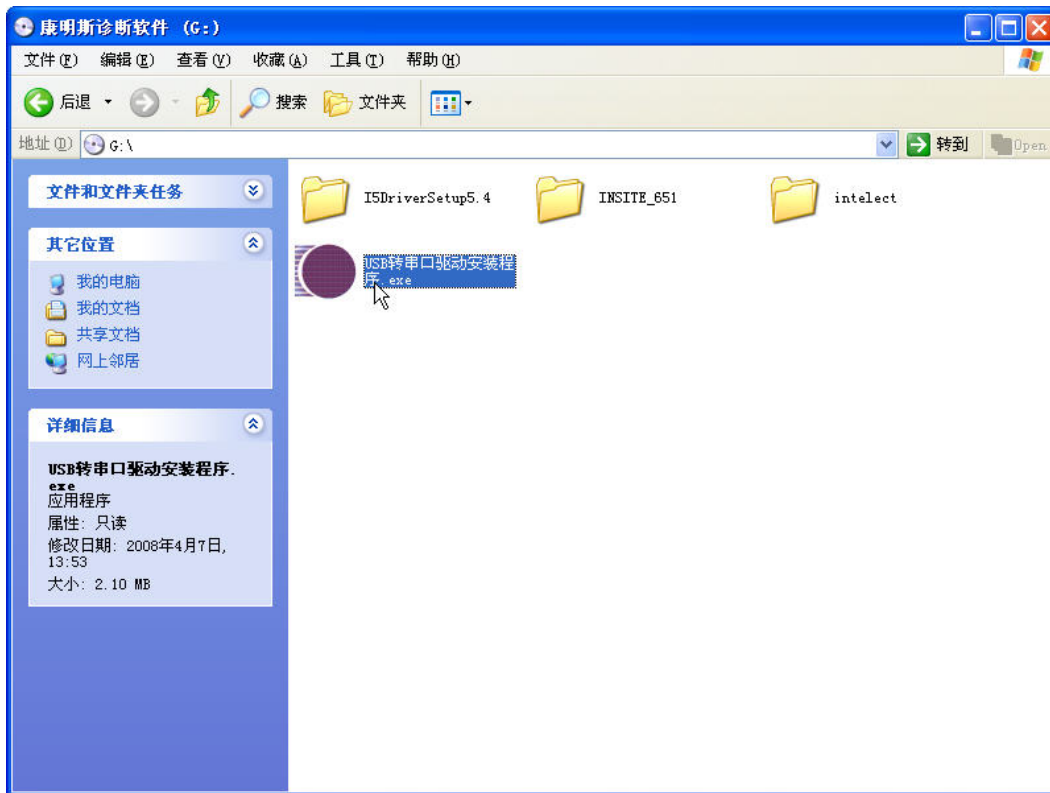 康明斯诊断软件 (G:)
文件(F) 编辑(E) 查看(V) 收藏(A) 工具(T) 帮助(H)
后退 搜索 文件夹
地址(D) G:\ 转到 Open
文件和文件夹任务
其它位置
我的电脑
我的文档
共享文档
网上邻居
详细信息
USB转串口驱动安装程序.
exe
应用程序
属性: 只读
修改日期: 2008年4月7日,
13:53
大小: 2.10 MB
I5DriverSetup5.4 INSITE_651 intelect
USB转串口驱动安装程
序.exe